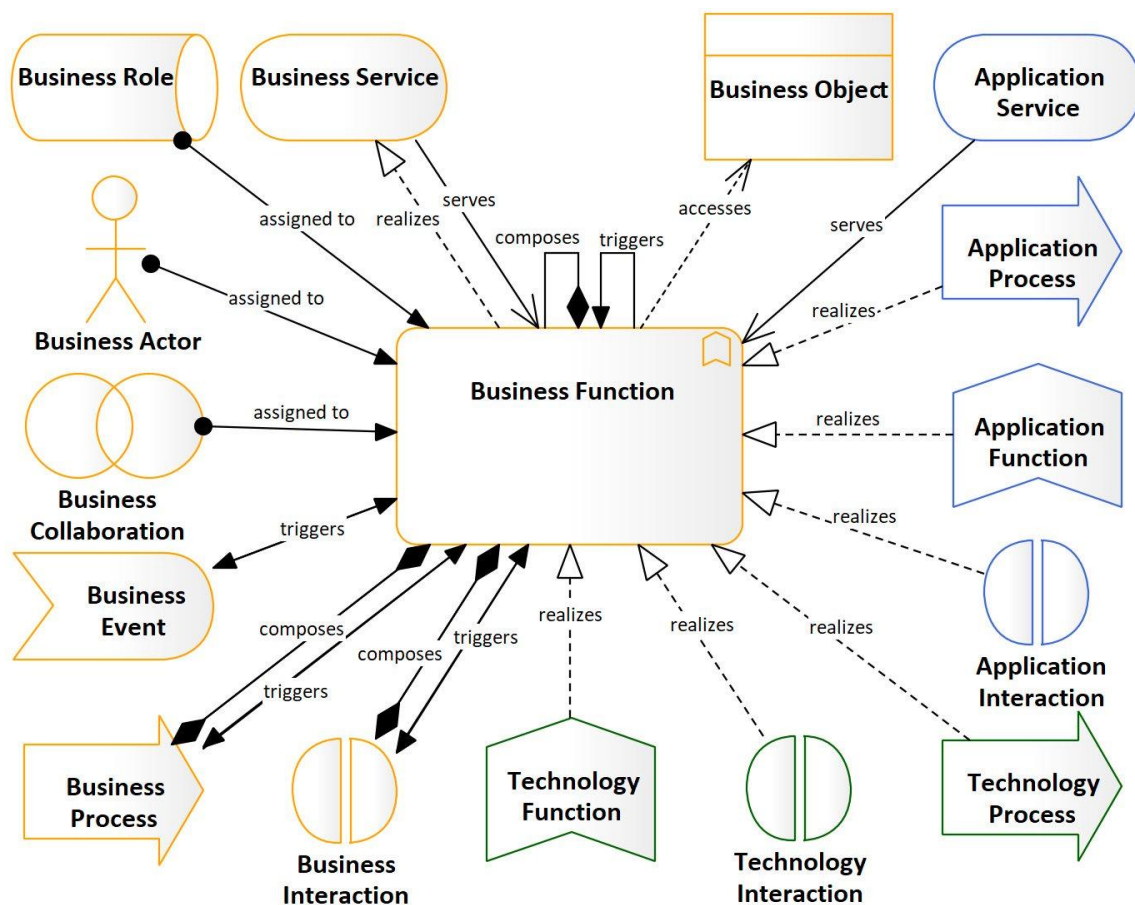 Business Role
Business Service
Business Object
Application
Service
assigned to
realizes
serves
composes
triggers
accesses
serves
Application
Process
Business Actor
assigned to
realizes
Business Function
assigned to
realizes
Application
Function
Business
Collaboration
triggers
realizes
Business
Event
composes
triggers
composes
triggers
realizes
realizes
realizes
Application
Interaction
Business
Process
Business
Interaction
Technology
Function
Technology
Interaction
Technology
Process